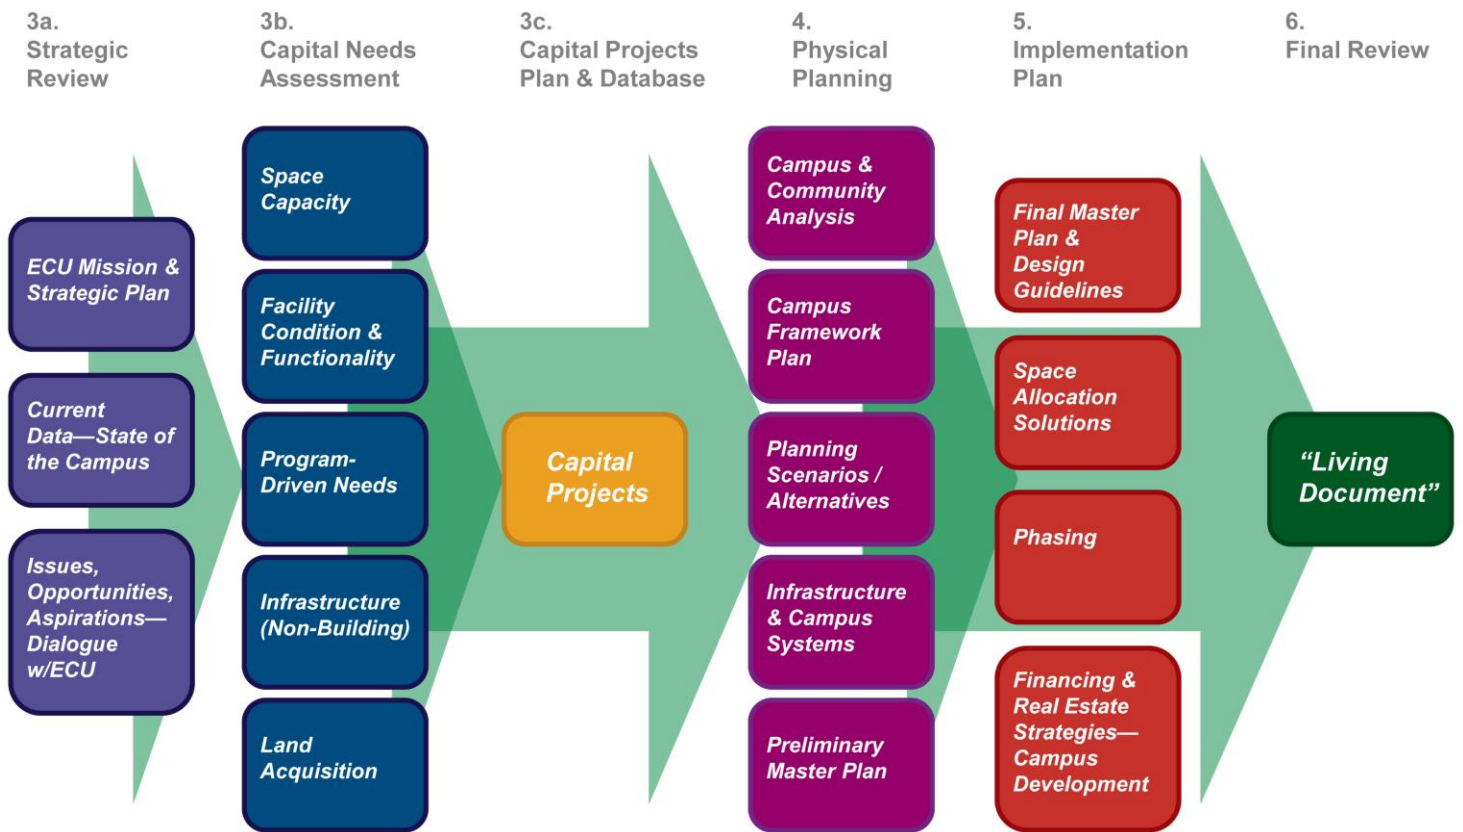 3a.
Strategic
Review
3b.
Capital Needs
Assessment
3c.
Capital Projects
Plan & Database
4.
Physical
Planning
5.
Implementation
Plan
6.
Final Review
ECU Mission &
Strategic Plan
Current
Data—State of
the Campus
Issues,
Opportunities,
Aspirations—
Dialogue
w/ECU
Space
Capacity
Facility
Condition &
Functionality
Program-
Driven Needs
Infrastructure
(Non-Building)
Land
Acquisition
Capital
Projects
Campus &
Community
Analysis
Campus
Framework
Plan
Planning
Scenarios /
Alternatives
Infrastructure
& Campus
Systems
Preliminary
Master Plan
Final Master
Plan &
Design
Guidelines
Space
Allocation
Solutions
Phasing
Financing &
Real Estate
Strategies—
Campus
Development
“Living
Document”